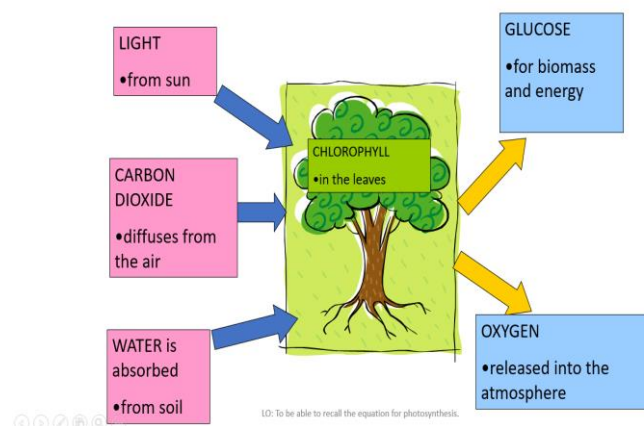 LIGHT
•from sun
CARBON
DIOXIDE
•diffuses from
the air
WATER is
absorbed
•from soil
CHLOROPHYLL
•in the leaves
GLUCOSE
•for biomass
and energy
OXYGEN
•released into the
atmosphere
LO: To be able to recall the equation for photosynthesis.